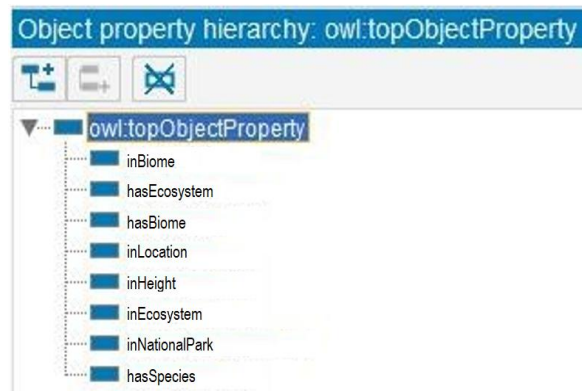 Object property hierarchy: owl:topObjectProperty
owl:topObjectProperty
inBiome
hasEcosystem
hasBiome
inLocation
inHeight
inEcosystem
inNationalPark
hasSpecies